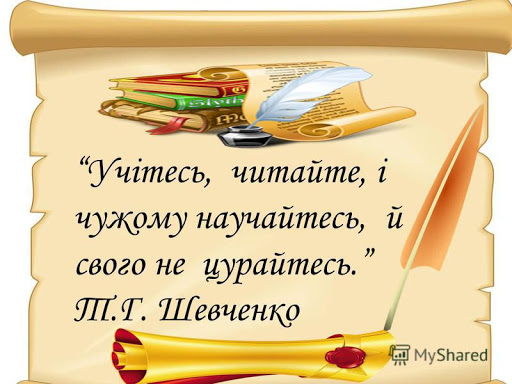 “Учітесь, читайте, і
чужому научайтесь, й
свого не цурайтесь.”
Т.Г. Шевченко
MyShared